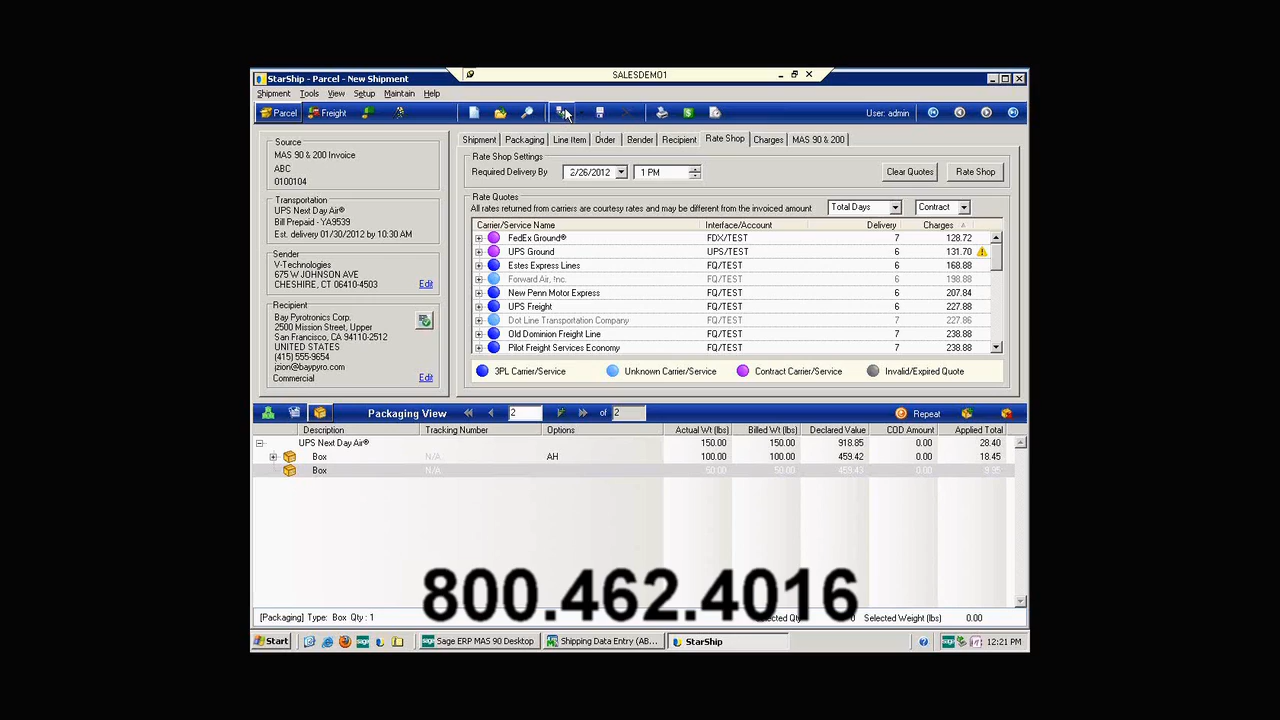 SALESDEMO1
StarShip - Parcel - New Shipment
Shipment Tools View Setup Maintain Help
Parcel Freight User: admin
Source
MAS 90 & 200 Invoice
ABC
0100104
Transportation
UPS Next Day Air®
Bill Prepaid - YA9539
Est. delivery 01/30/2012 by 10:30 AM
Sender
V-Technologies
675 W JOHNSON AVE
CHESHIRE, CT 06410-4503 Edit
Recipient
Bay Pyrotronics Corp.
2500 Mission Street, Upper
San Francisco, CA 94110-2512
UNITED STATES
(415) 555-9654
jzion@baypyro.com
Commercial Edit
Shipment Packaging Line Item Order Sender Recipient Rate Shop Charges MAS 90 & 200
Rate Shop Settings
Required Delivery By 2/26/2012 1 PM Clear Quotes Rate Shop
Rate Quotes
All rates returned from carriers are courtesy rates and may be different from the invoiced amount Total Days Contract
Carrier/Service Name Interface/Account Delivery Charges
FedEx Ground® FDX/TEST 7 128.72
UPS Ground UPS/TEST 6 131.70
Estes Express Lines FQ/TEST 6 168.88
Forward Air, Inc. FQ/TEST 6 198.88
New Penn Motor Express FQ/TEST 6 207.84
UPS Freight FQ/TEST 6 227.88
Dot Line Transportation Company FQ/TEST 7 227.86
Old Dominion Freight Line FQ/TEST 7 238.88
Pilot Freight Services Economy FQ/TEST 7 238.88
3PL Carrier/Service Unknown Carrier/Service Contract Carrier/Service Invalid/Expired Quote
Packaging View 2 of 2 Repeat
Description Tracking Number Options Actual Wt (lbs) Billed Wt (lbs) Declared Value COD Amount Applied Total
UPS Next Day Air® 150.00 150.00 918.85 0.00 28.40
Box N/A. AH 100.00 100.00 459.42 0.00 18.45
Box N/A. 50.00 50.00 459.43 0.00 9.95
800.462.4016
[Packaging] Type: Box Qty : 1 Selected Qty 0 Selected Weight (lbs) 0.00
Start Sage ERP MAS 90 Desktop Shipping Data Entry (AB... StarShip 12:21 PM